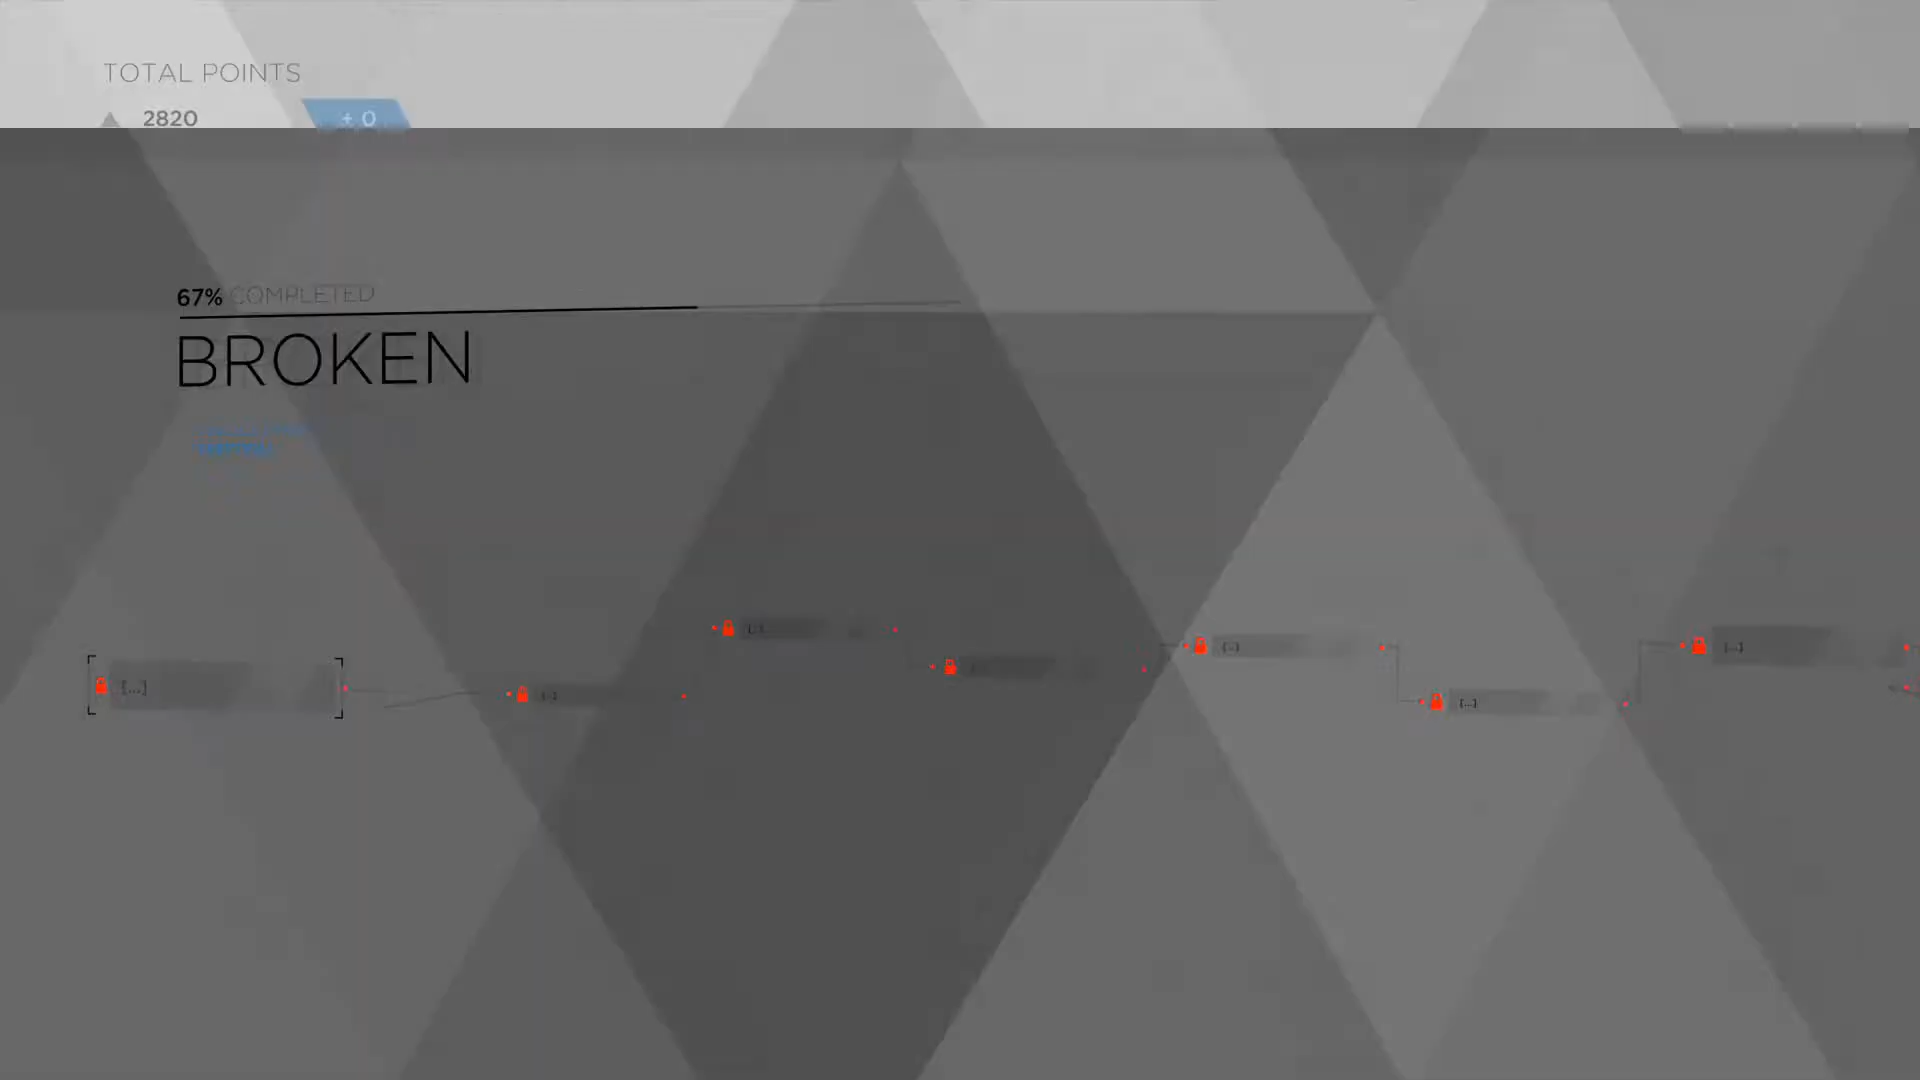 TOTAL POINTS
2820
± 0
67% COMPLETED
BROKEN
[...]
[...]
[...]
[...]
[...]
[...]